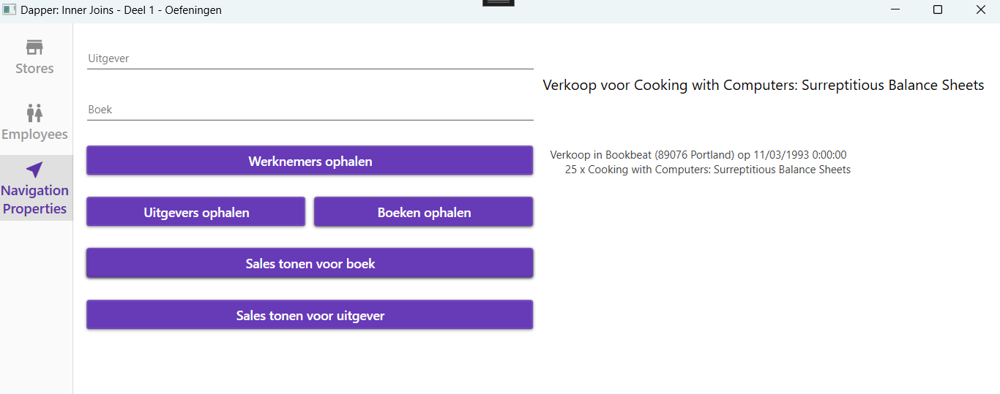 Dapper: Inner Joins - Deel 1 - Oefeningen
Stores
Employees
Navigation
Properties
Uitgever
Boek
Werknemers ophalen
Uitgevers ophalen
Boeken ophalen
Sales tonen voor boek
Sales tonen voor uitgever
Verkoop voor Cooking with Computers: Surreptitious Balance Sheets
Verkoop in Bookbeat (89076 Portland) op 11/03/1993 0:00:00
25 x Cooking with Computers: Surreptitious Balance Sheets